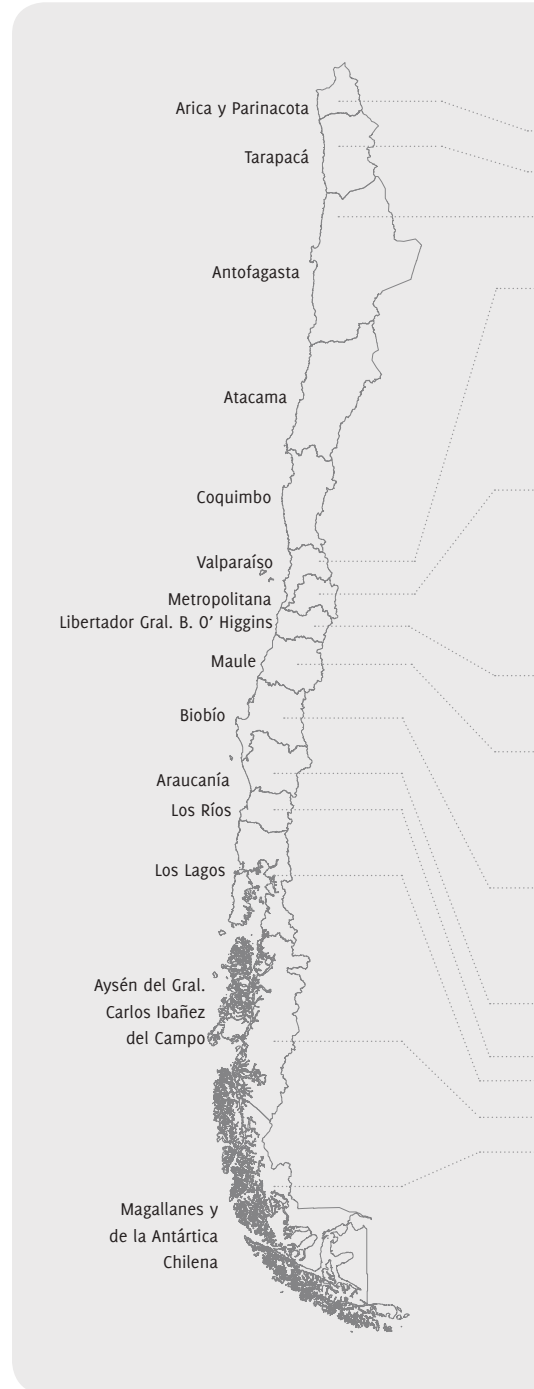 Arica y Parinacota
Tarapacá
Antofagasta
Atacama
Coquimbo
Valparaíso
Metropolitana
Libertador Gral. B. O’ Higgins
Maule
Biobío
Araucanía
Los Ríos
Los Lagos
Aysén del Gral.
Carlos Ibañez
del Campo
Magallanes y
de la Antártica
Chilena